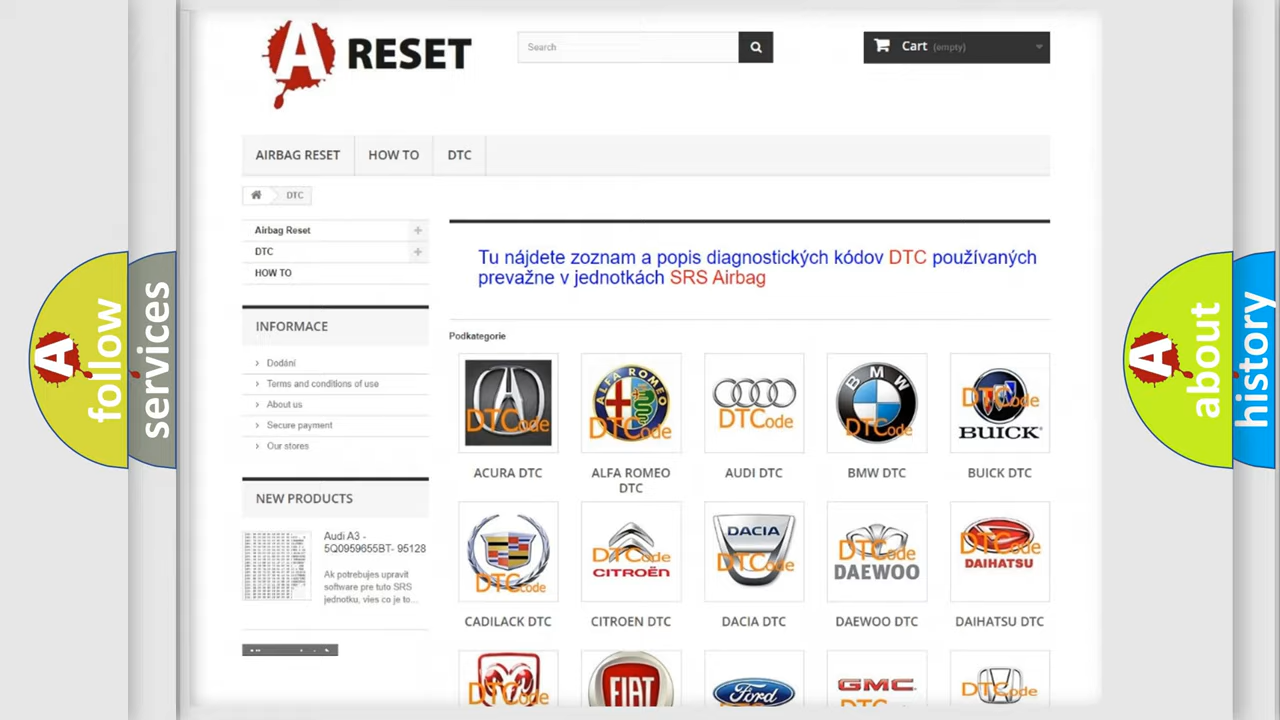 A RESET
Search
Cart (empty)
AIRBAG RESET
HOW TO
DTC
DTC
Airbag Reset
DTC
HOW TO
INFORMACE
Dodání
Terms and conditions of use
About us
Secure payment
Our stores
NEW PRODUCTS
Audi A3 -
5Q0959655BT- 95128
Ak potrebujes upravit
software pre tuto SRS
jednotku, vies co je to...
Tu nájdete zoznam a popis diagnostických kódov DTC používaných
prevažne v jednotkách SRS Airbag
Podkategorie
DTCode
ALFA ROMEO
DTCode
DTCode
BMW
DTCode
DTCode
BUICK
ACURA DTC
ALFA ROMEO
DTC
AUDI DTC
BMW DTC
BUICK DTC
DTCode
DTCode
CITROËN
DACIA
DTCode
DTCode
DAEWOO
DTCode
DAIHATSU
CADILACK DTC
CITROEN DTC
DACIA DTC
DAEWOO DTC
DAIHATSU DTC
DTCode
FIAT
Ford
GMC
DTCode
A follow
services
A about
history